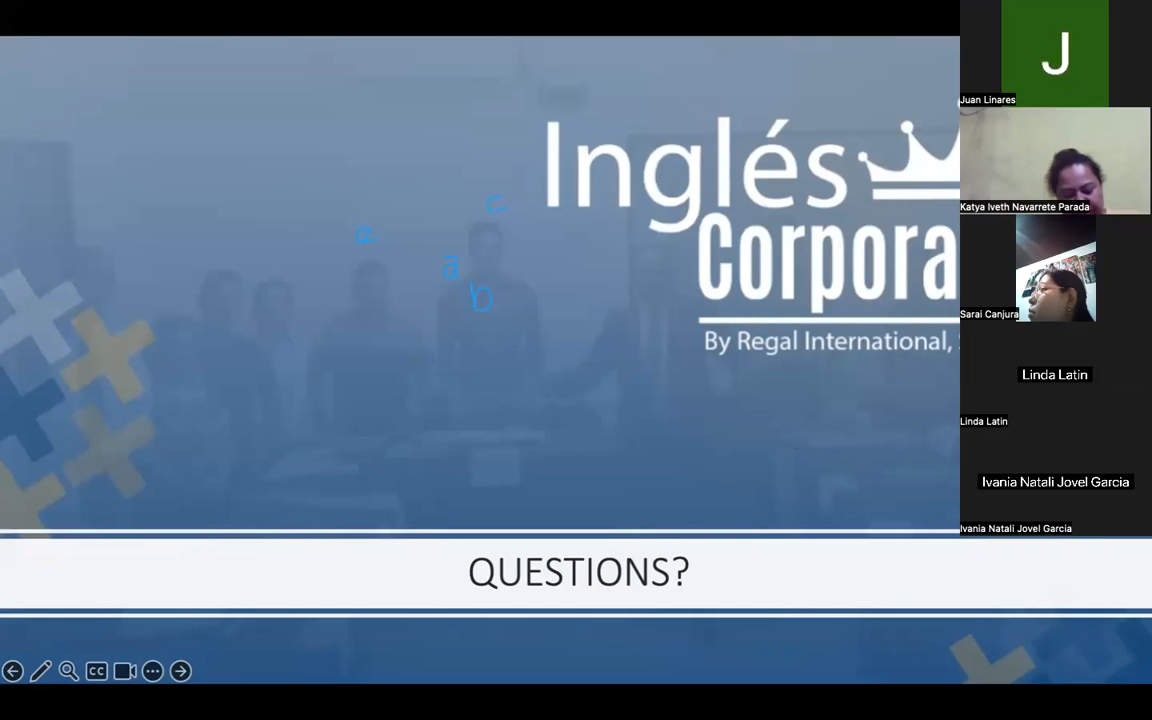 Inglés
Corpora
By Regal International,
c
a
a
b
QUESTIONS?
CC
J
Juan Linares
Katya Iveth Navarrete Parada
Sarai Canjura
Linda Latin
Linda Latin
Ivania Natali Jovel Garcia
Ivania Natali Jovel Garcia